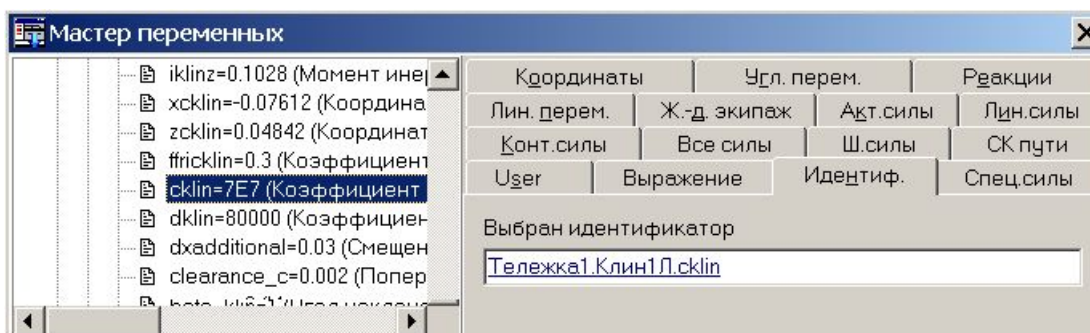 Мастер переменных
iklinz=0.1028 (Момент инер
xcklin=-0.07612 (Координа
zcklin=0.04842 (Координат
ffricklin=0.3 (Коэффициент
cklin=7E7 (Коэффициент
dklin=80000 (Коэффициен
dxadditional=0.03 (Смещен
clearance_c=0.002 (Попер
Координаты Угл. перем. Реакции
Лин. перем. Ж.-д. экипаж Акт.силы Лин.силы
Конт.силы Все силы Ш.силы СК пути
User Выражение Идентиф. Спец.силы
Выбран идентификатор
Тележка1.Клин1Л.cklin